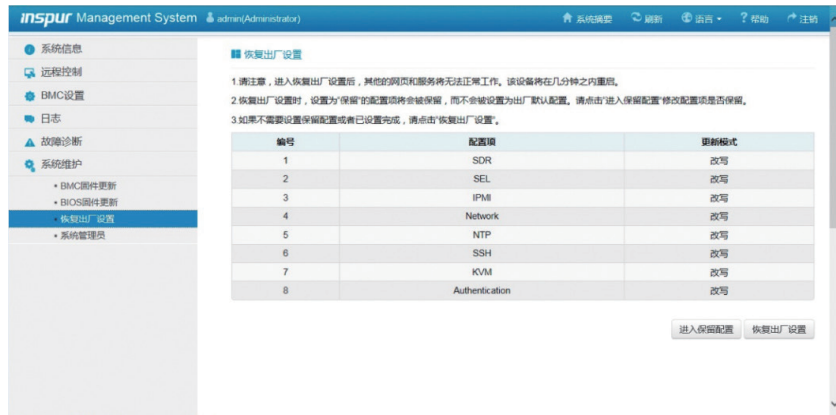 inspur Management System admin(Administrator) 系统摘要 刷新 语言 ? 帮助 注销
系统信息
远程控制
BMC设置
日志
故障诊断
系统维护
• BMC固件更新
• BIOS固件更新
• 恢复出厂设置
• 系统管理员
恢复出厂设置
1.请注意，进入恢复出厂设置后，其他的网页和服务将无法正常工作。该设备将在几分钟之内重启。
2.恢复出厂设置时，设置为“保留”的配置项将会被保留，而不会被设置为出厂默认配置。请点击“进入保留配置”修改配置项是否保留。
3.如果不需要设置保留配置或者已设置完成，请点击“恢复出厂设置”。
编号 配置项 更新模式
1 SDR 改写
2 SEL 改写
3 IPMI 改写
4 Network 改写
5 NTP 改写
6 SSH 改写
7 KVM 改写
8 Authentication 改写
进入保留配置 恢复出厂设置